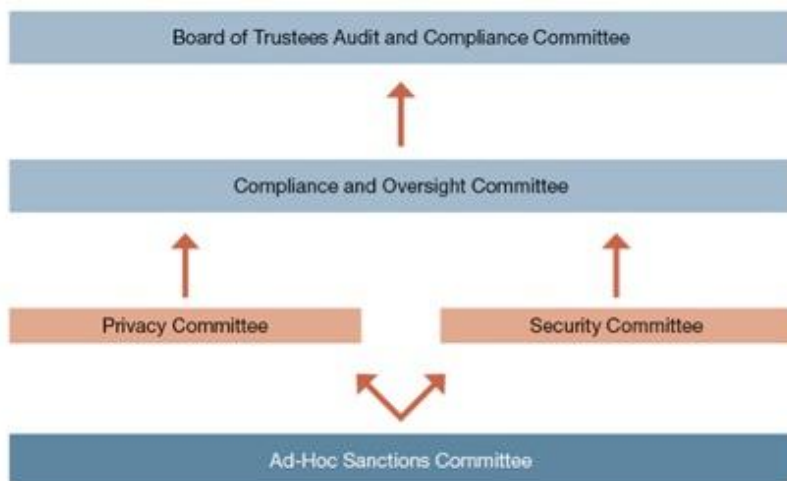 Board of Trustees Audit and Compliance Committee
Compliance and Oversight Committee
Privacy Committee
Security Committee
Ad-Hoc Sanctions Committee